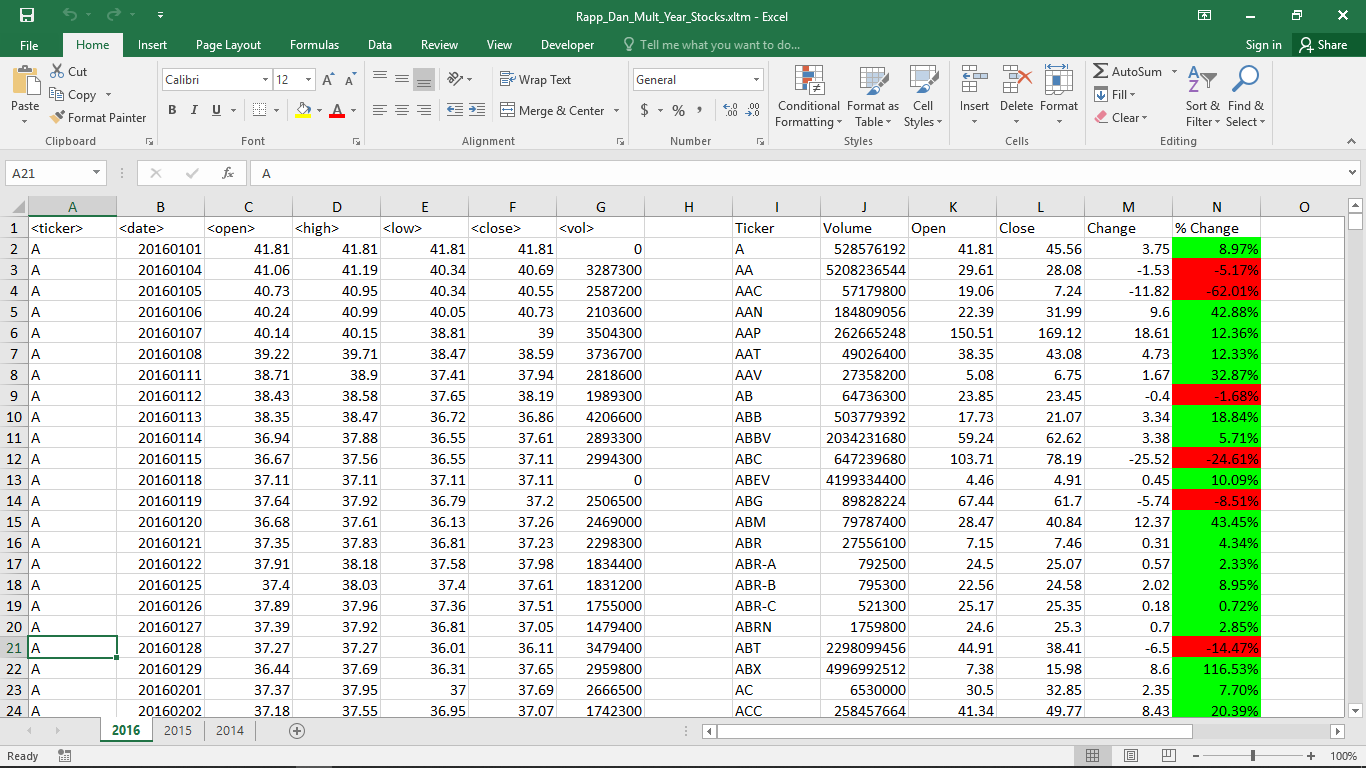 Rapp_Dan_Mult_Year_Stocks.xltm - Excel
File Home Insert Page Layout Formulas Data Review View Developer Tell me what you want to do... Sign in Share
Paste Cut Copy Format Painter
Calibri 12
B I U A A A
Wrap Text
Merge & Center
General
$ % ,
Conditional Formatting Format as Table Cell Styles
Insert Delete Format
AutoSum Fill Clear
Sort & Filter Find & Select
Clipboard Font Alignment Number Styles Cells Editing
A21 fx A
A B C D E F G H I J K L M N O
1 <ticker> <date> <open> <high> <low> <close> <vol> Ticker Volume Open Close Change % Change
2 A 20160101 41.81 41.81 41.81 41.81 0 A 528576192 41.81 45.56 3.75 8.97%
3 A 20160104 41.06 41.19 40.34 40.69 3287300 AA 5208236544 29.61 28.08 -1.53 -5.17%
4 A 20160105 40.73 40.95 40.34 40.55 2587200 AAC 57179800 19.06 7.24 -11.82 -62.01%
5 A 20160106 40.24 40.99 40.05 40.73 2103600 AAN 184809056 22.39 31.99 9.6 42.88%
6 A 20160107 40.14 40.15 38.81 39 3504300 AAP 262665248 150.51 169.12 18.61 12.36%
7 A 20160108 39.22 39.71 38.47 38.59 3736700 AAT 49026400 38.35 43.08 4.73 12.33%
8 A 20160111 38.71 38.9 37.41 37.94 2818600 AAV 27358200 5.08 6.75 1.67 32.87%
9 A 20160112 38.43 38.58 37.65 38.19 1989300 AB 64736300 23.85 23.45 -0.4 -1.68%
10 A 20160113 38.35 38.47 36.72 36.86 4206600 ABB 503779392 17.73 21.07 3.34 18.84%
11 A 20160114 36.94 37.88 36.55 37.61 2893300 ABBV 2034231680 59.24 62.62 3.38 5.71%
12 A 20160115 36.67 37.56 36.55 37.11 2994300 ABC 647239680 103.71 78.19 -25.52 -24.61%
13 A 20160118 37.11 37.11 37.11 37.11 0 ABEV 4199334400 4.46 4.91 0.45 10.09%
14 A 20160119 37.64 37.92 36.79 37.2 2506500 ABG 89828224 67.44 61.7 -5.74 -8.51%
15 A 20160120 36.68 37.61 36.13 37.26 2469000 ABM 79787400 28.47 40.84 12.37 43.45%
16 A 20160121 37.35 37.83 36.81 37.23 2298300 ABR 27556100 7.15 7.46 0.31 4.34%
17 A 20160122 37.91 38.18 37.58 37.98 1834400 ABR-A 792500 24.5 25.07 0.57 2.33%
18 A 20160125 37.4 38.03 37.4 37.61 1831200 ABR-B 795300 22.56 24.58 2.02 8.95%
19 A 20160126 37.89 37.96 37.36 37.51 1755000 ABR-C 521300 25.17 25.35 0.18 0.72%
20 A 20160127 37.39 37.92 36.81 37.05 1479400 ABRN 1759800 24.6 25.3 0.7 2.85%
21 A 20160128 37.27 37.27 36.01 36.11 3479400 ABT 2298099456 44.91 38.41 -6.5 -14.47%
22 A 20160129 36.44 37.69 36.31 37.65 2959800 ABX 4996992512 7.38 15.98 8.6 116.53%
23 A 20160201 37.37 37.95 37 37.69 2666500 AC 6530000 30.5 32.85 2.35 7.70%
24 A 20160202 37.18 37.55 36.95 37.07 1742300 ACC 258457664 41.34 49.77 8.43 20.39%
2016 2015 2014
Ready 100%